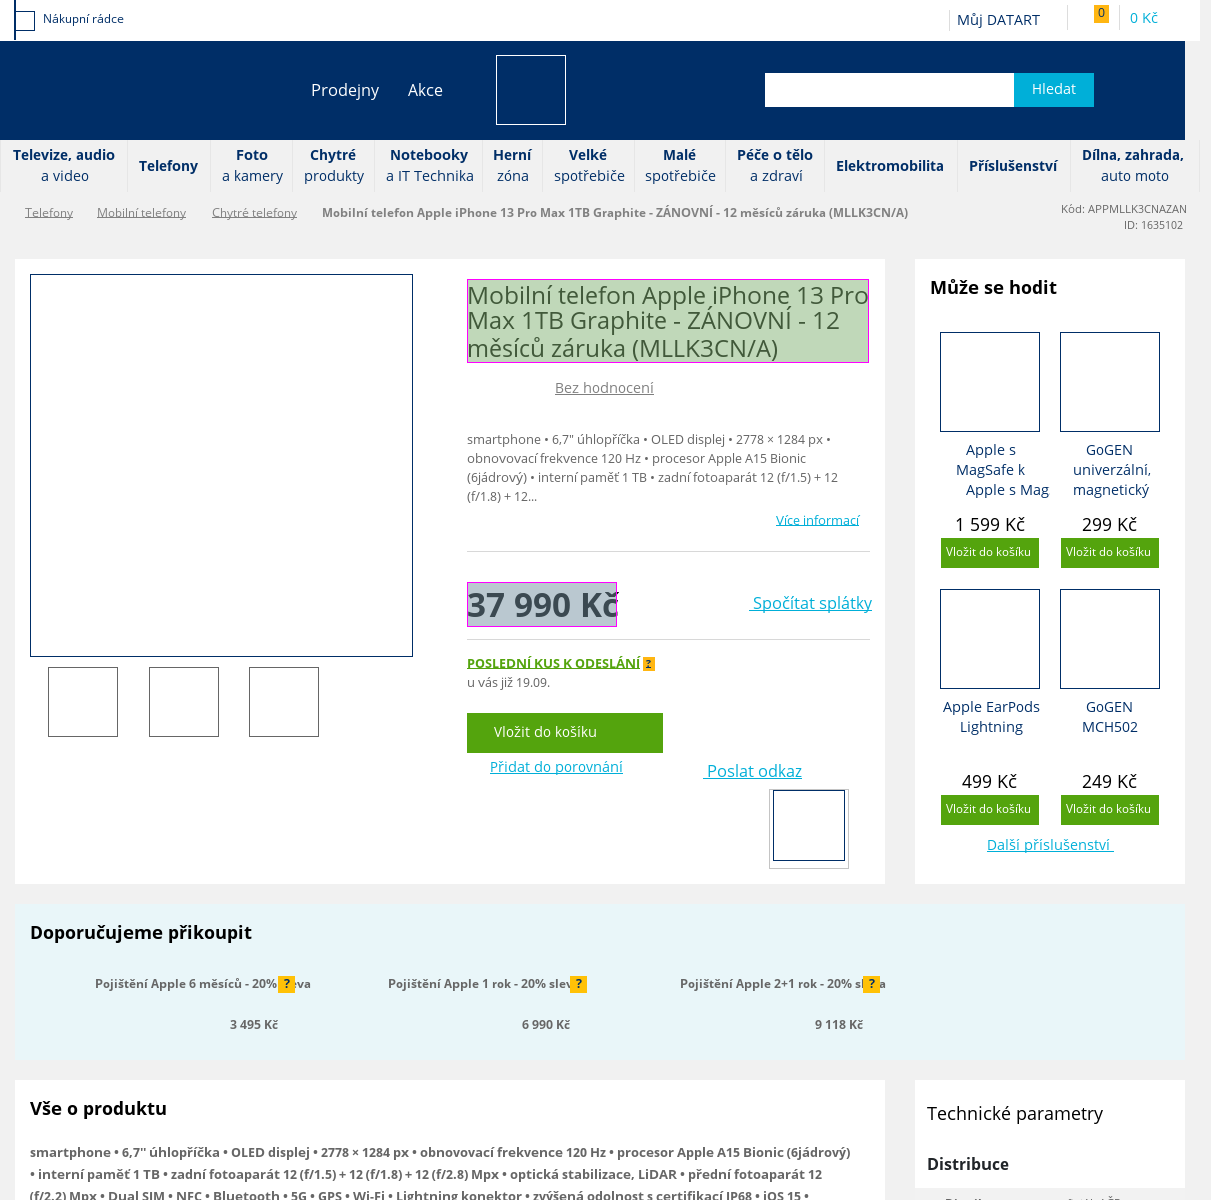 Nákupní rádce
Můj DATART
0
0 Kč
Prodejny
Akce
Hledat
Televize, audio
a video
Telefony
Foto
a kamery
Chytré
produkty
Notebooky
a IT Technika
Herní
zóna
Velké
spotřebiče
Malé
spotřebiče
Péče o tělo
a zdraví
Elektromobilita
Příslušenství
Dílna, zahrada,
auto moto
Telefony
Mobilní telefony
Chytré telefony
Mobilní telefon Apple iPhone 13 Pro Max 1TB Graphite - ZÁNOVNÍ - 12 měsíců záruka (MLLK3CN/A)
Kód: APPMLLK3CNAZAN
ID: 1635102
Mobilní telefon Apple iPhone 13 Pro
Max 1TB Graphite - ZÁNOVNÍ - 12
měsíců záruka (MLLK3CN/A)
Bez hodnocení
smartphone • 6,7" úhlopříčka • OLED displej • 2778 × 1284 px •
obnovovací frekvence 120 Hz • procesor Apple A15 Bionic
(6jádrový) • interní paměť 1 TB • zadní fotoaparát 12 (f/1.5) + 12
(f/1.8) + 12...
Více informací
37 990 Kč
Spočítat splátky
POSLEDNÍ KUS K ODESLÁNÍ ?
u vás již 19.09.
Vložit do košíku
Přidat do porovnání
Poslat odkaz
Může se hodit
Apple s
MagSafe k
Apple s Mag
1 599 Kč
Vložit do košíku
GoGEN
univerzální,
magnetický
299 Kč
Vložit do košíku
Apple EarPods
Lightning
499 Kč
Vložit do košíku
GoGEN
MCH502
249 Kč
Vložit do košíku
Další příslušenství
Doporučujeme přikoupit
Pojištění Apple 6 měsíců - 20% ?
3 495 Kč
Pojištění Apple 1 rok - 20% slev ?
6 990 Kč
Pojištění Apple 2+1 rok - 20% ?
9 118 Kč
Vše o produktu
smartphone • 6,7'' úhlopříčka • OLED displej • 2778 × 1284 px • obnovovací frekvence 120 Hz • procesor Apple A15 Bionic (6jádrový)
• interní paměť 1 TB • zadní fotoaparát 12 (f/1.5) + 12 (f/1.8) + 12 (f/2.8) Mpx • optická stabilizace, LiDAR • přední fotoaparát 12
(f/2.2) Mpx • Dual SIM • NFC • Bluetooth • 5G • GPS • Wi-Fi • Lightning konektor • zvýšená odolnost s certifikací IP68 • iOS 15 •
Technické parametry
Distribuce